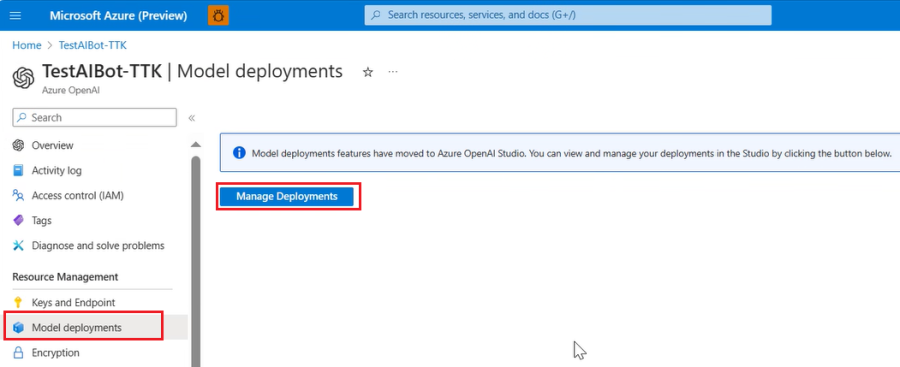 Microsoft Azure (Preview)
Search resources, services, and docs (G+/)
Home > TestAIBot-TTK
TestAIBot-TTK | Model deployments
Azure OpenAI
Search
Overview
Activity log
Access control (IAM)
Tags
Diagnose and solve problems
Resource Management
Keys and Endpoint
Model deployments
Encryption
Model deployments features have moved to Azure OpenAI Studio. You can view and manage your deployments in the Studio by clicking the button below.
Manage Deployments